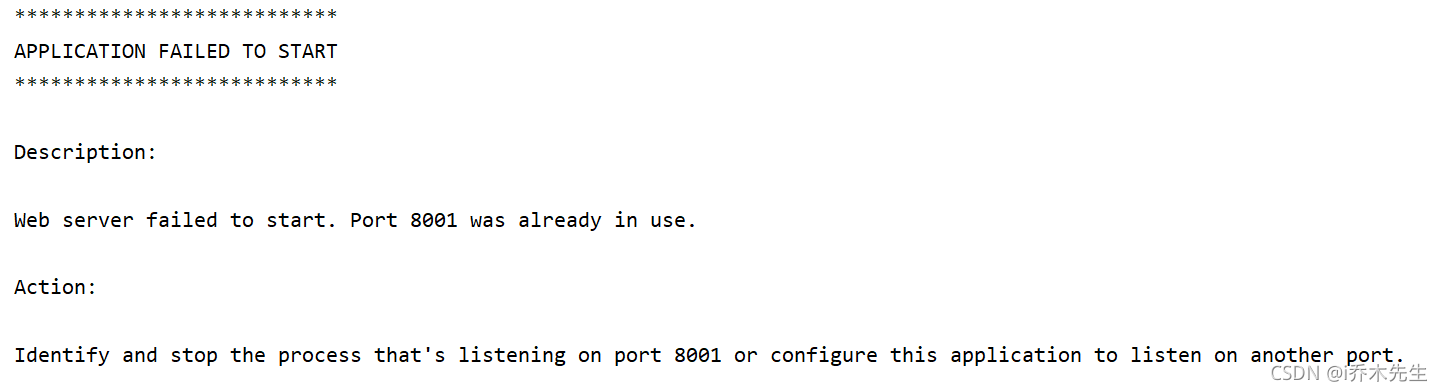 ***************************
APPLICATION FAILED TO START
***************************
Description:
Web server failed to start. Port 8001 was already in use.
Action:
Identify and stop the process that's listening on port 8001 or configure this application to listen on another port.
CSDN @i乔木先生